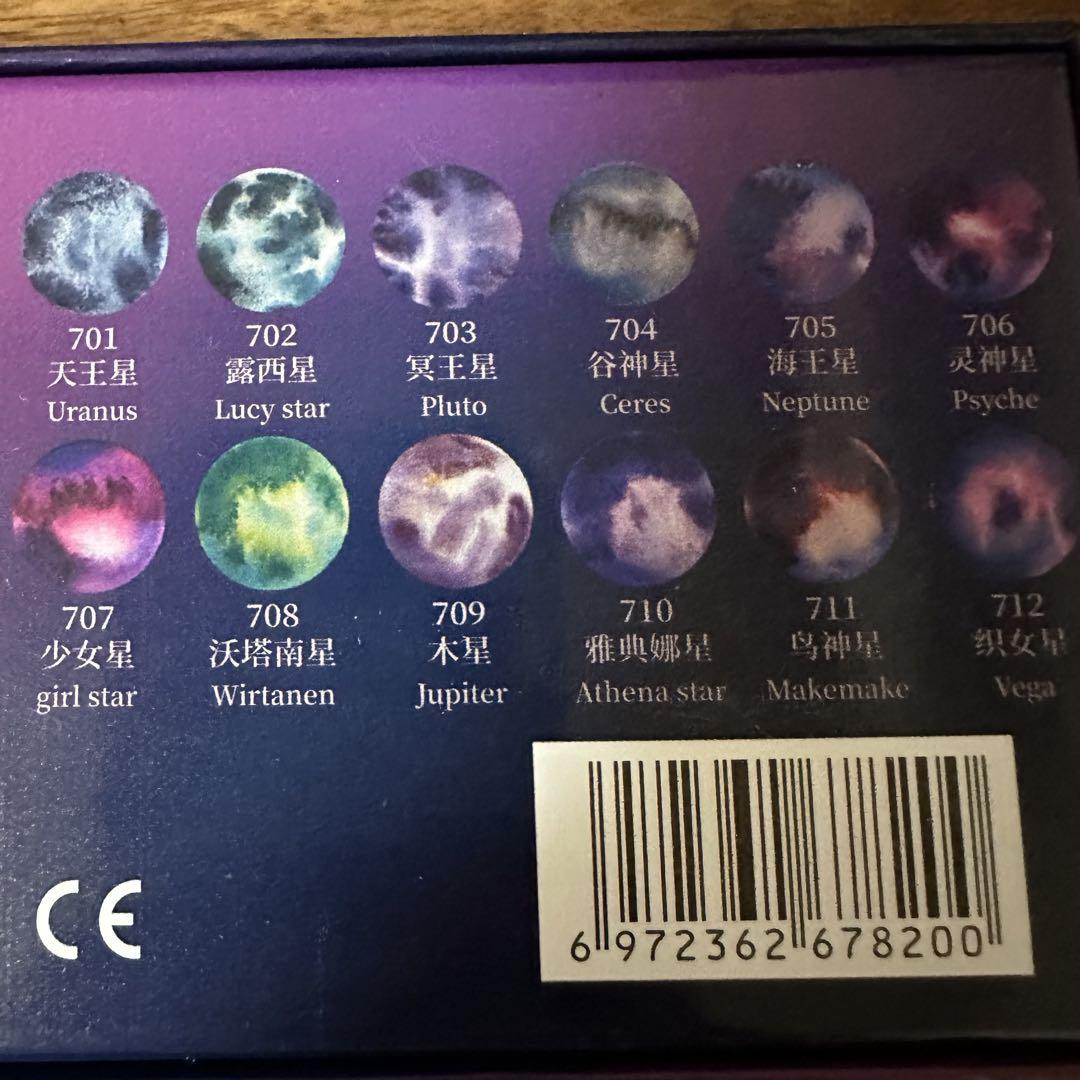 701 702 703 704 705 706
天王星 露西星 冥王星 谷神星 海王星 灵神星
Uranus Lucy star Pluto Ceres Neptune Psyche
707 708 709 710 711 712
少女星 沃塔南星 木星 雅典娜星 鸟神星 织女星
girl star Wirtanen Jupiter Athena star Makemake Vega
CE
6 972362 678200